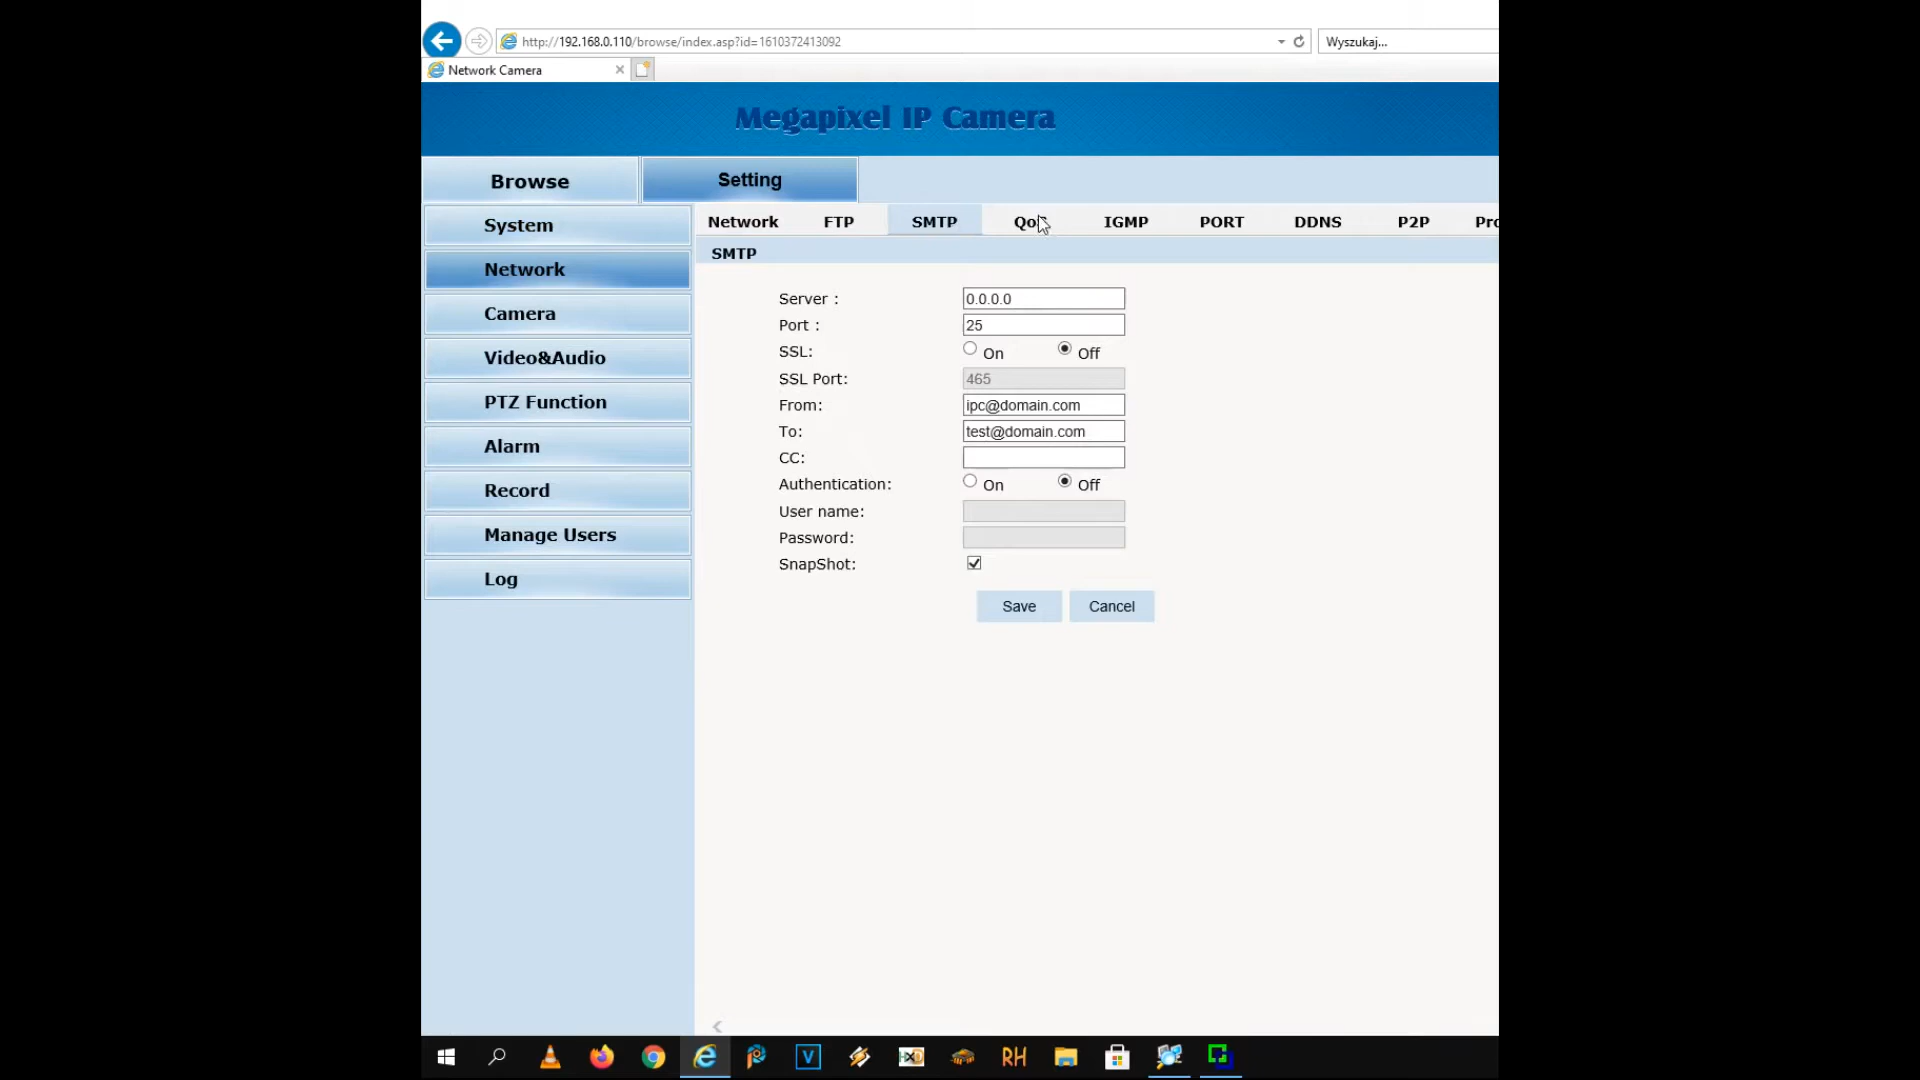 http://192.168.0.110/browse/index.asp?id=1610372413092
Wyszukaj...
Network Camera
Megapixel IP Camera
Browse
Setting
System
Network
Camera
Video&Audio
PTZ Function
Alarm
Record
Manage Users
Log
Network FTP SMTP IGMP PORT DDNS P2P
SMTP
Server : 0.0.0.0
Port : 25
SSL: On Off
SSL Port: 465
From: ipc@domain.com
To: test@domain.com
CC:
Authentication: On Off
User name:
Password:
SnapShot:
Save Cancel
V
RH